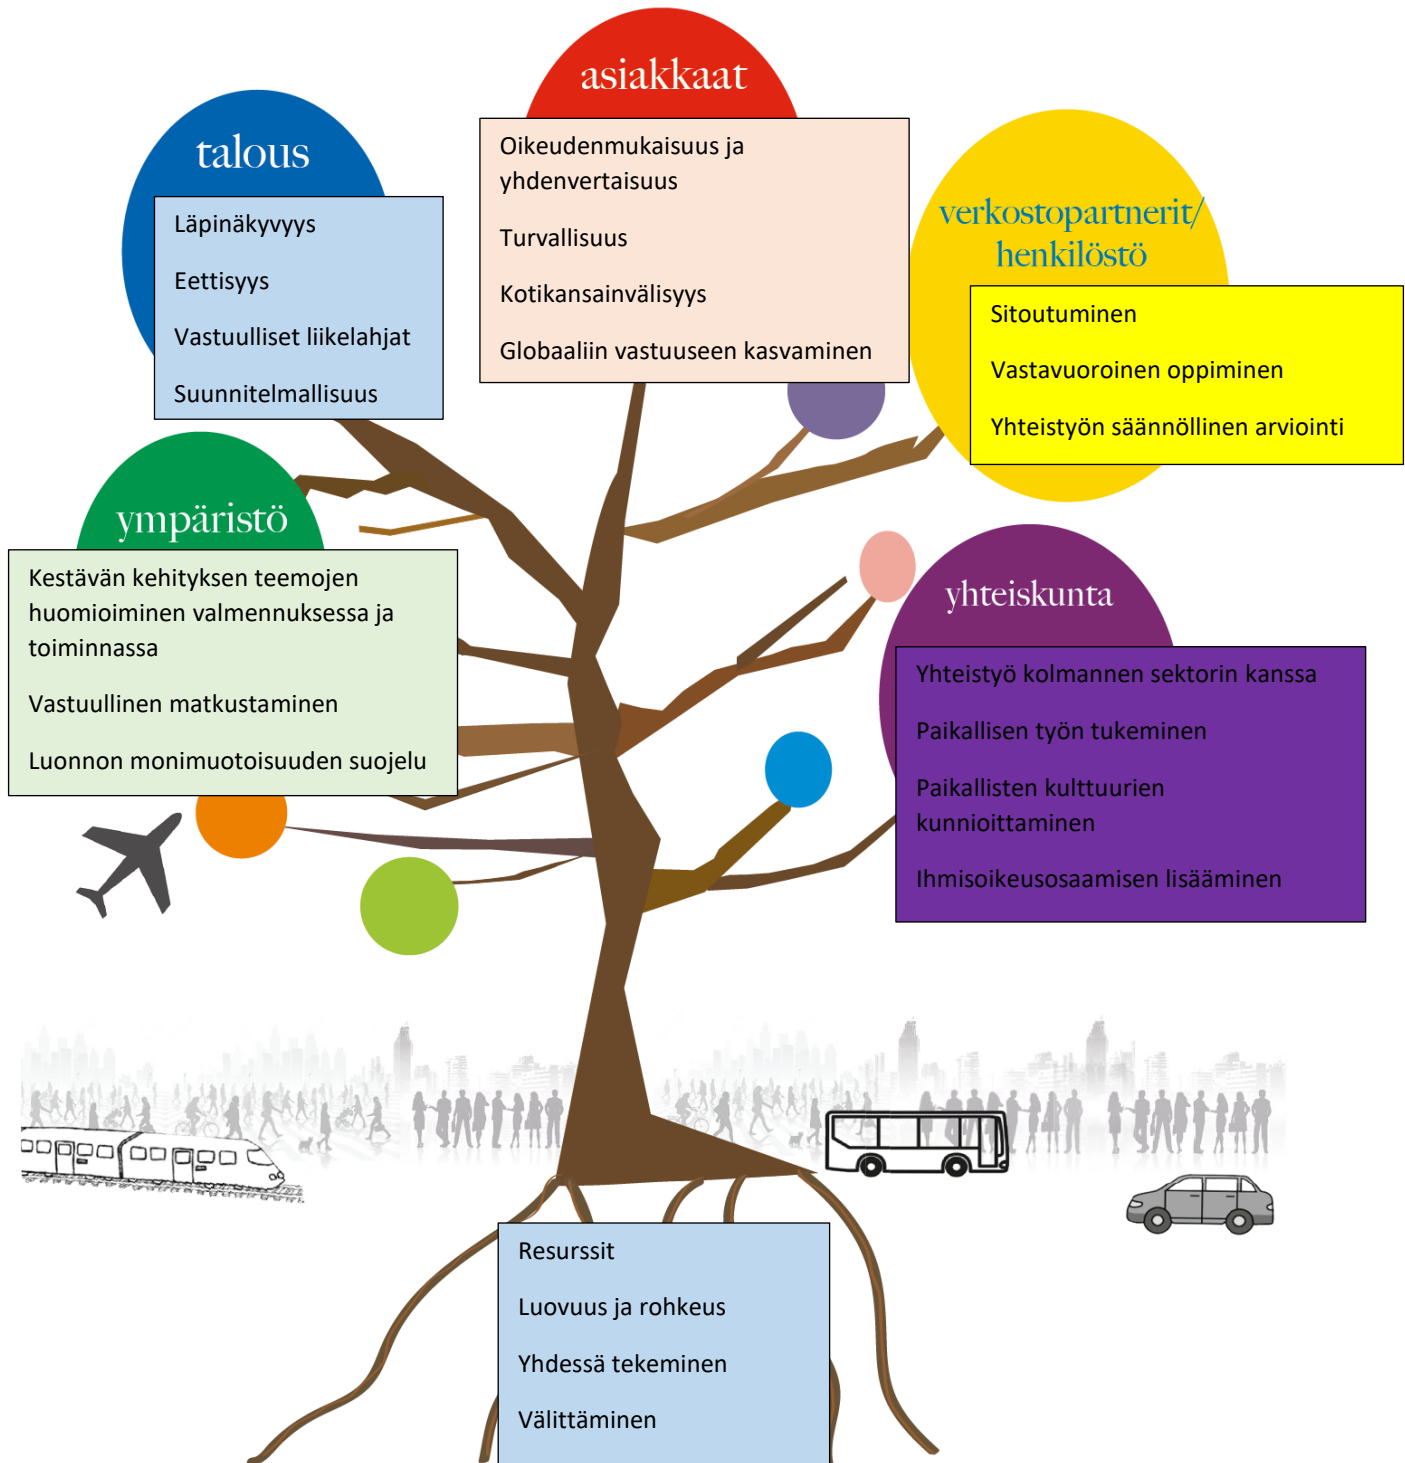 asiakkaat
Oikeudenmukaisuus ja
yhdenvertaisuus
Turvallisuus
Kotikansainvälisyys
Globaaliin vastuuseen kasvaminen
talous
Läpinäkyvyys
Eettisyys
Vastuulliset liikelahjat
Suunnitelmallisuus
verkostopartnerit/
henkilöstö
Sitoutuminen
Vastavuoroinen oppiminen
Yhteistyön säännöllinen arviointi
ympäristö
Kestävän kehityksen teemojen
huomioiminen valmennuksessa ja
toiminnassa
Vastuullinen matkustaminen
Luonnon monimuotoisuuden suojelu
yhteiskunta
Yhteistyö kolmannen sektorin kanssa
Paikallisen työn tukeminen
Paikallisten kulttuurien
kunnioittaminen
Ihmisoikeusosaamisen lisääminen
Resurssit
Luovuus ja rohkeus
Yhdessä tekeminen
Välittäminen